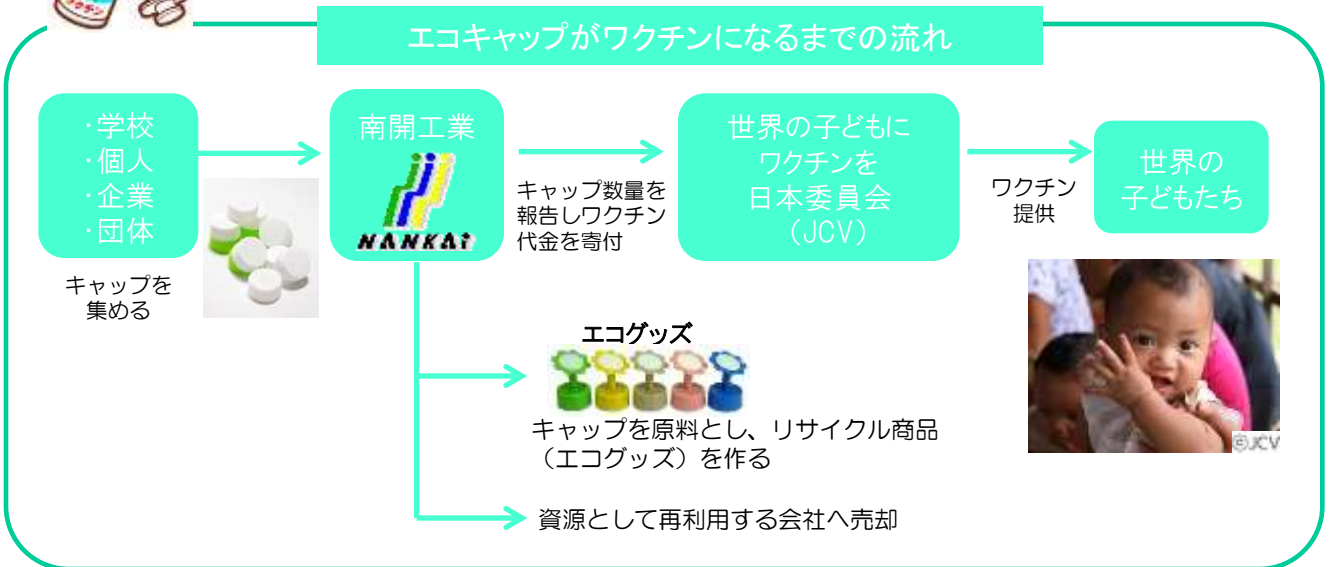 ワクチン
エコキャップがワクチンになるまでの流れ
・学校
・個人
・企業
・団体
キャップを
集める
南開工業
NANKAI
キャップ数量を
報告しワクチン
代金を寄付
世界の子どもに
ワクチンを
日本委員会
(JCV)
ワクチン
提供
世界の
子どもたち
©JCV
エコグッズ
キャップを原料とし、リサイクル商品
(エコグッズ)を作る
資源として再利用する会社へ売却